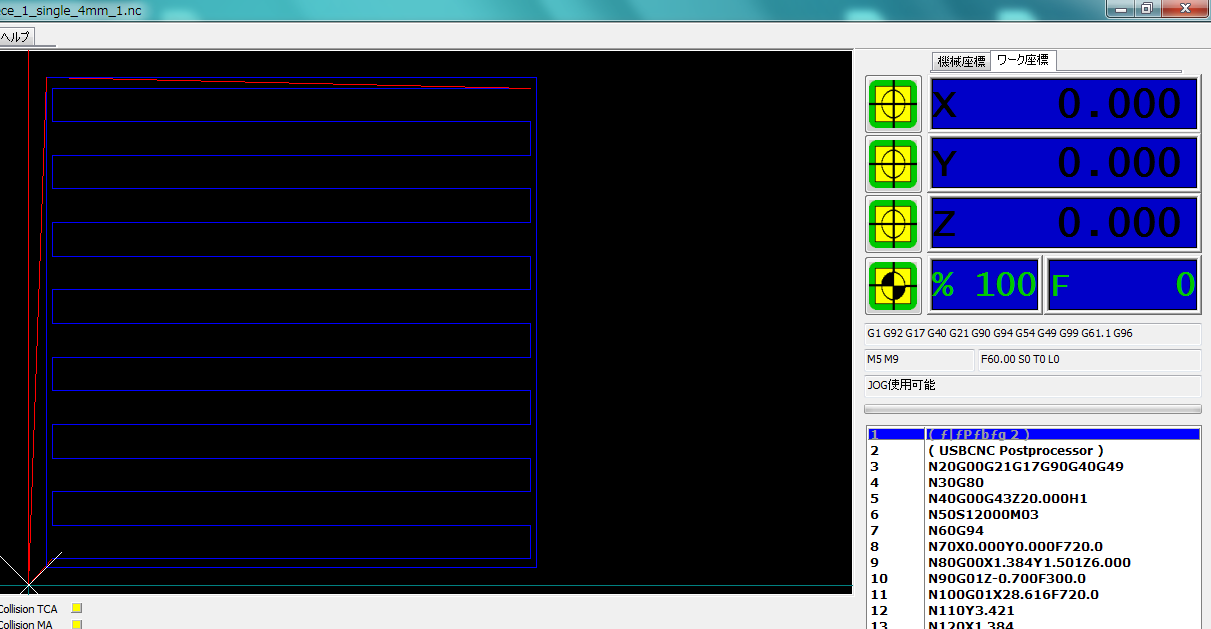 ece_1_single_4mm_1.nc
ヘルプ
機械座標 ワーク座標
X 0.000
Y 0.000
Z 0.000
% 100 F 0
G1 G92 G17 G40 G21 G90 G94 G54 G49 G99 G61.1 G96
M5 M9 F60.00 S0 T0 L0
JOG使用可能
1 ( ƒ|ƒPƒbƒg 2 )
2 ( USBCNC Postprocessor )
3 N20G00G21G17G90G40G49
4 N30G80
5 N40G00G43Z20.000H1
6 N50S12000M03
7 N60G94
8 N70X0.000Y0.000F720.0
9 N80G00X1.384Y1.501Z6.000
10 N90G01Z-0.700F300.0
11 N100G01X28.616F720.0
12 N110Y3.421
13 N120X1.384
Collision TCA
Collision MA